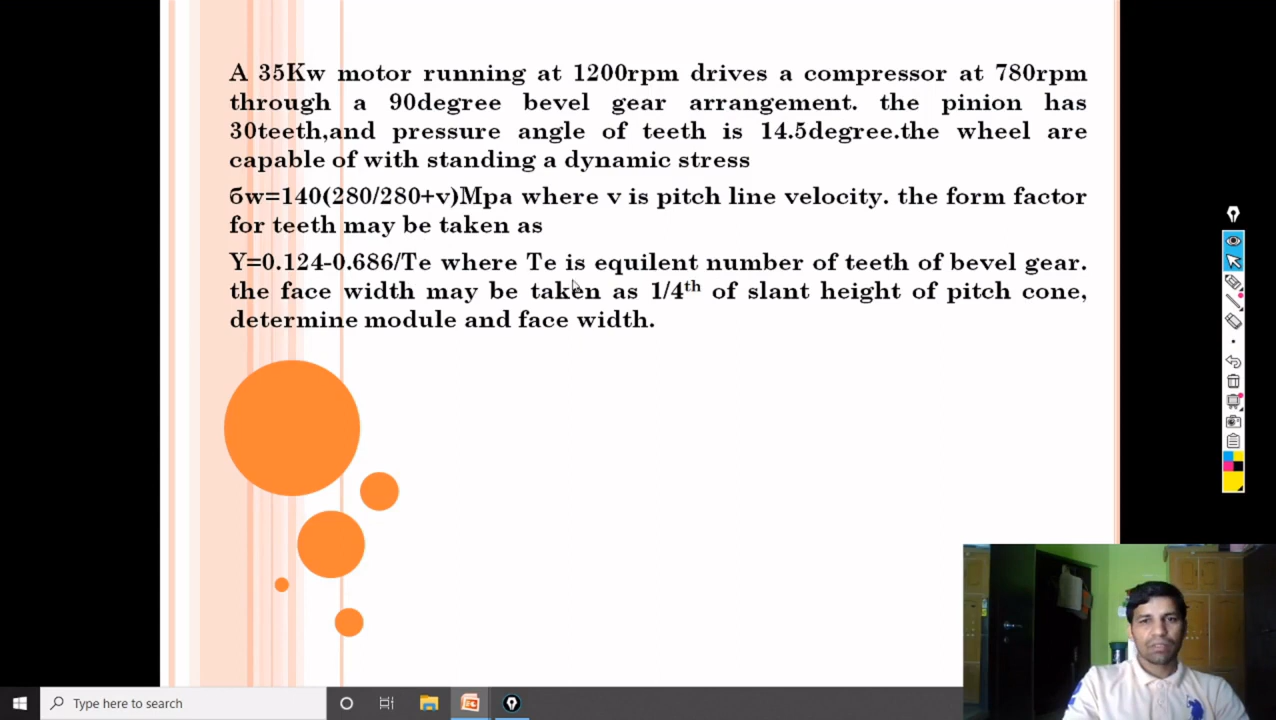 A 35Kw motor running at 1200rpm drives a compressor at 780rpm
through a 90degree bevel gear arrangement. the pinion has
30teeth,and pressure angle of teeth is 14.5degree.the wheel are
capable of with standing a dynamic stress
бw=140(280/280+v)Mpa where v is pitch line velocity. the form factor
for teeth may be taken as
Y=0.124-0.686/Te where Te is equilent number of teeth of bevel gear.
the face width may be taken as 1/4th of slant height of pitch cone,
determine module and face width.
Type here to search